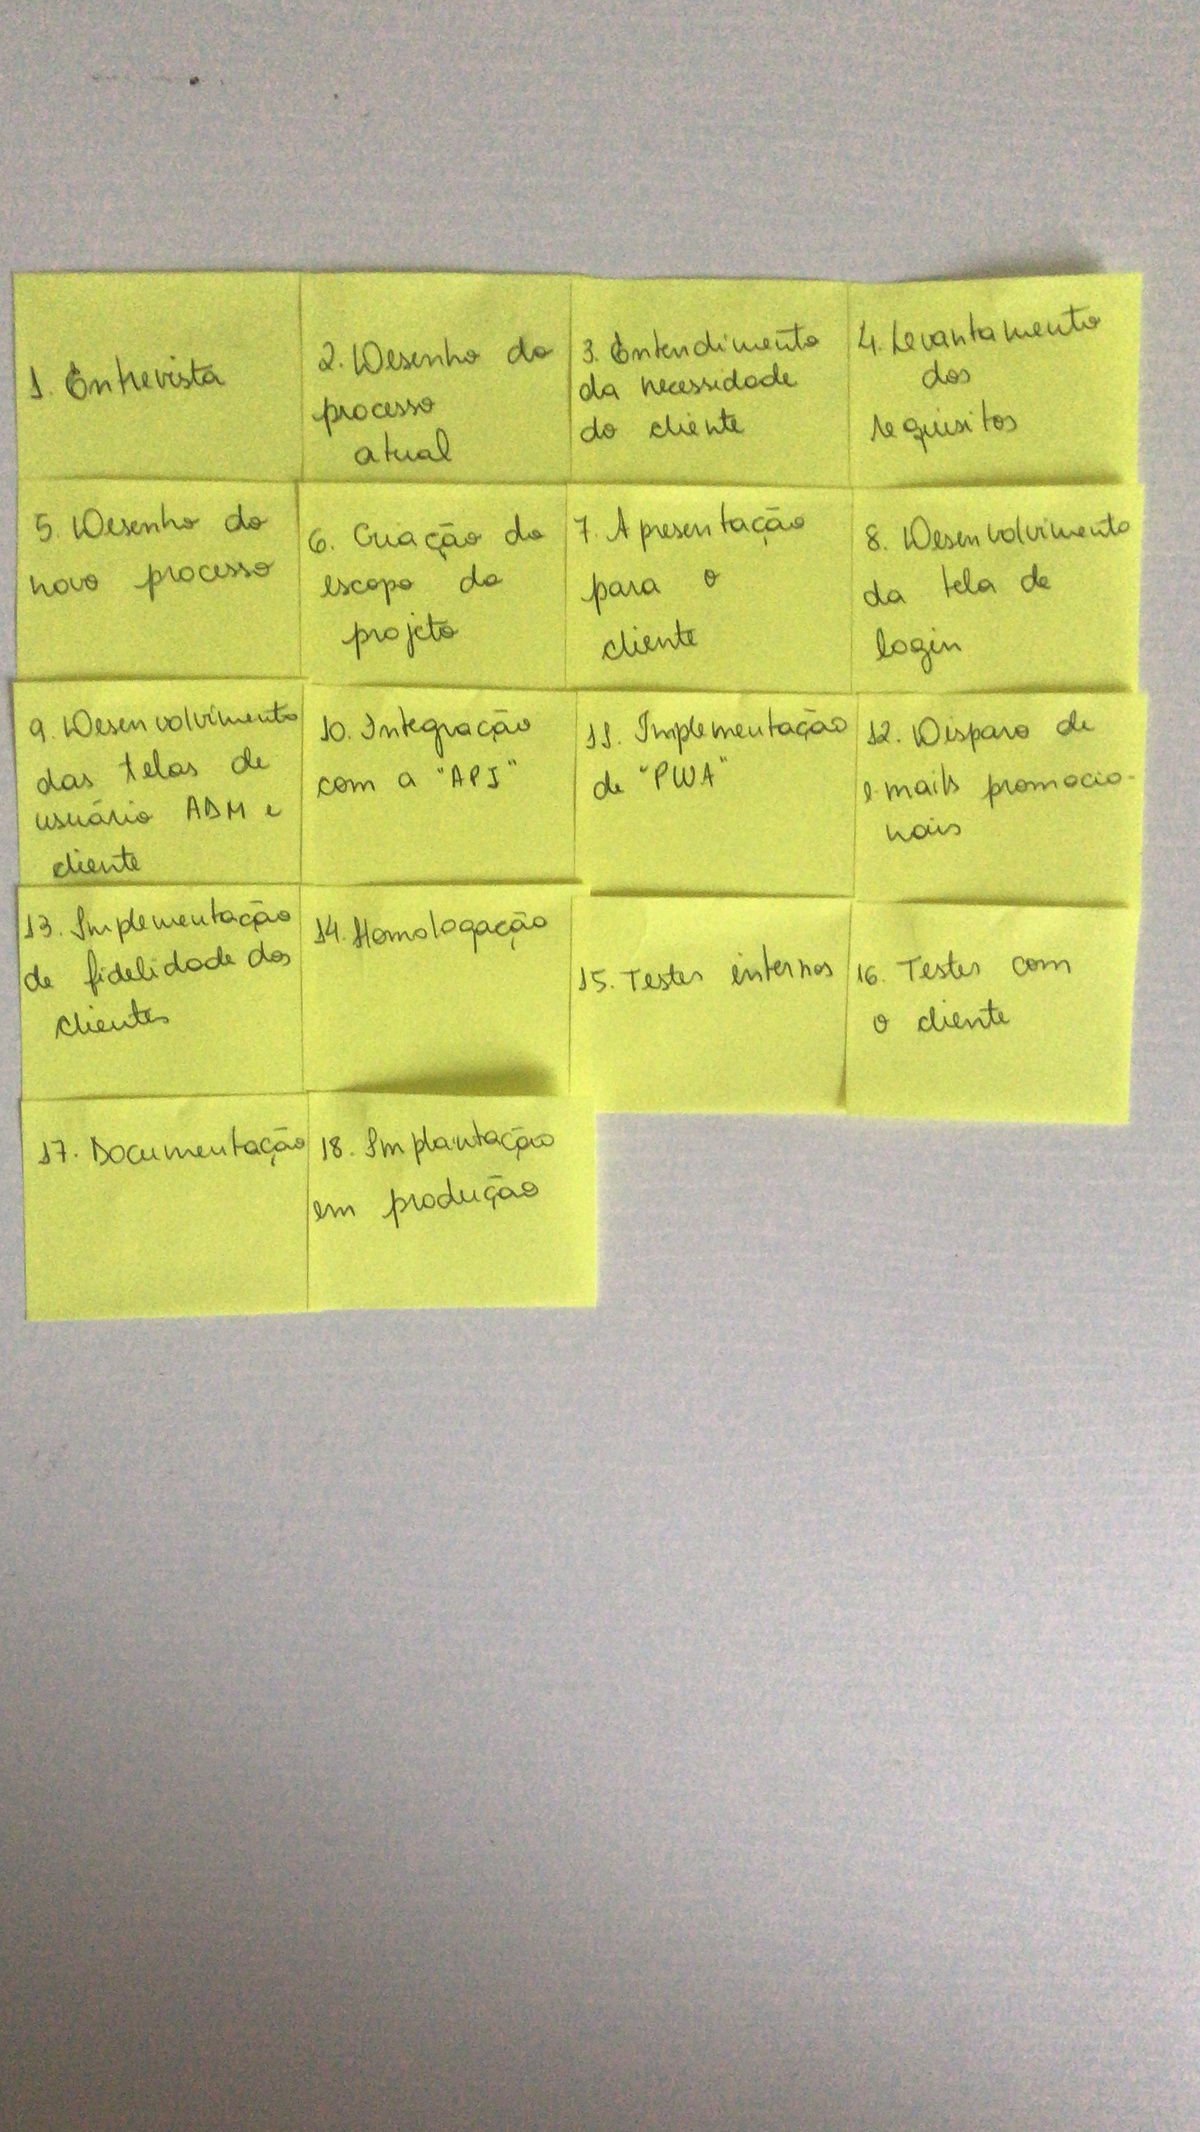 1. Entrevista
2. Desenho do
processo
atual
3. Entendimento
da necessidade
do cliente
4. Levantamento
dos
requisitos
5. Desenho do
novo processo
6. Criação do
escopo do
projeto
7. Apresentação
para o
cliente
8. Desenvolvimento
da tela de
login
9. Desenvolvimento
das telas de
usuário ADM e
cliente
10. Integração
com a "API"
11. Implementação
de "PWA"
12. Disparo de
e-mails promocio-
nais
13. Implementação
de fidelidade dos
clientes
14. Homologação
15. Testes internos
16. Testes com
o cliente
17. Documentação
18. Implantação
em produção